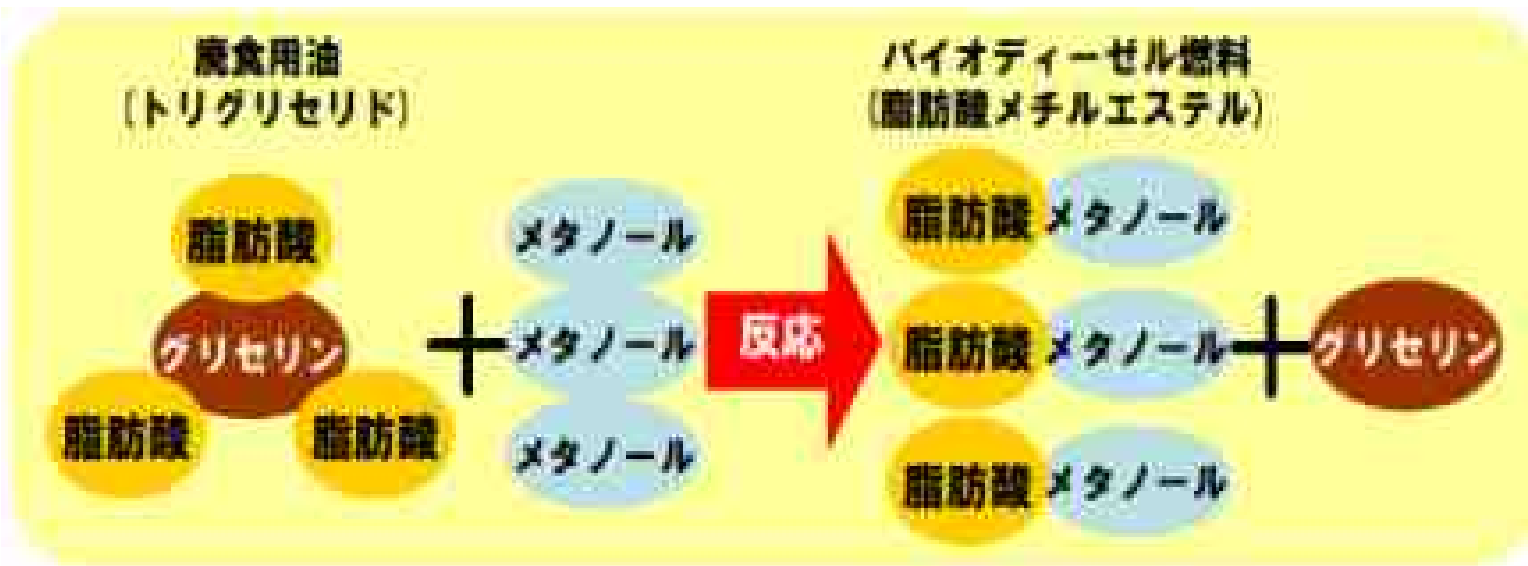 廃食用油
(トリグリセリド)
バイオディーゼル燃料
(脂肪酸メチルエステル)
脂肪酸
グリセリン
脂肪酸
脂肪酸
+
メタノール
メタノール
メタノール
反応
脂肪酸メタノール
脂肪酸メタノール
脂肪酸メタノール
+
グリセリン